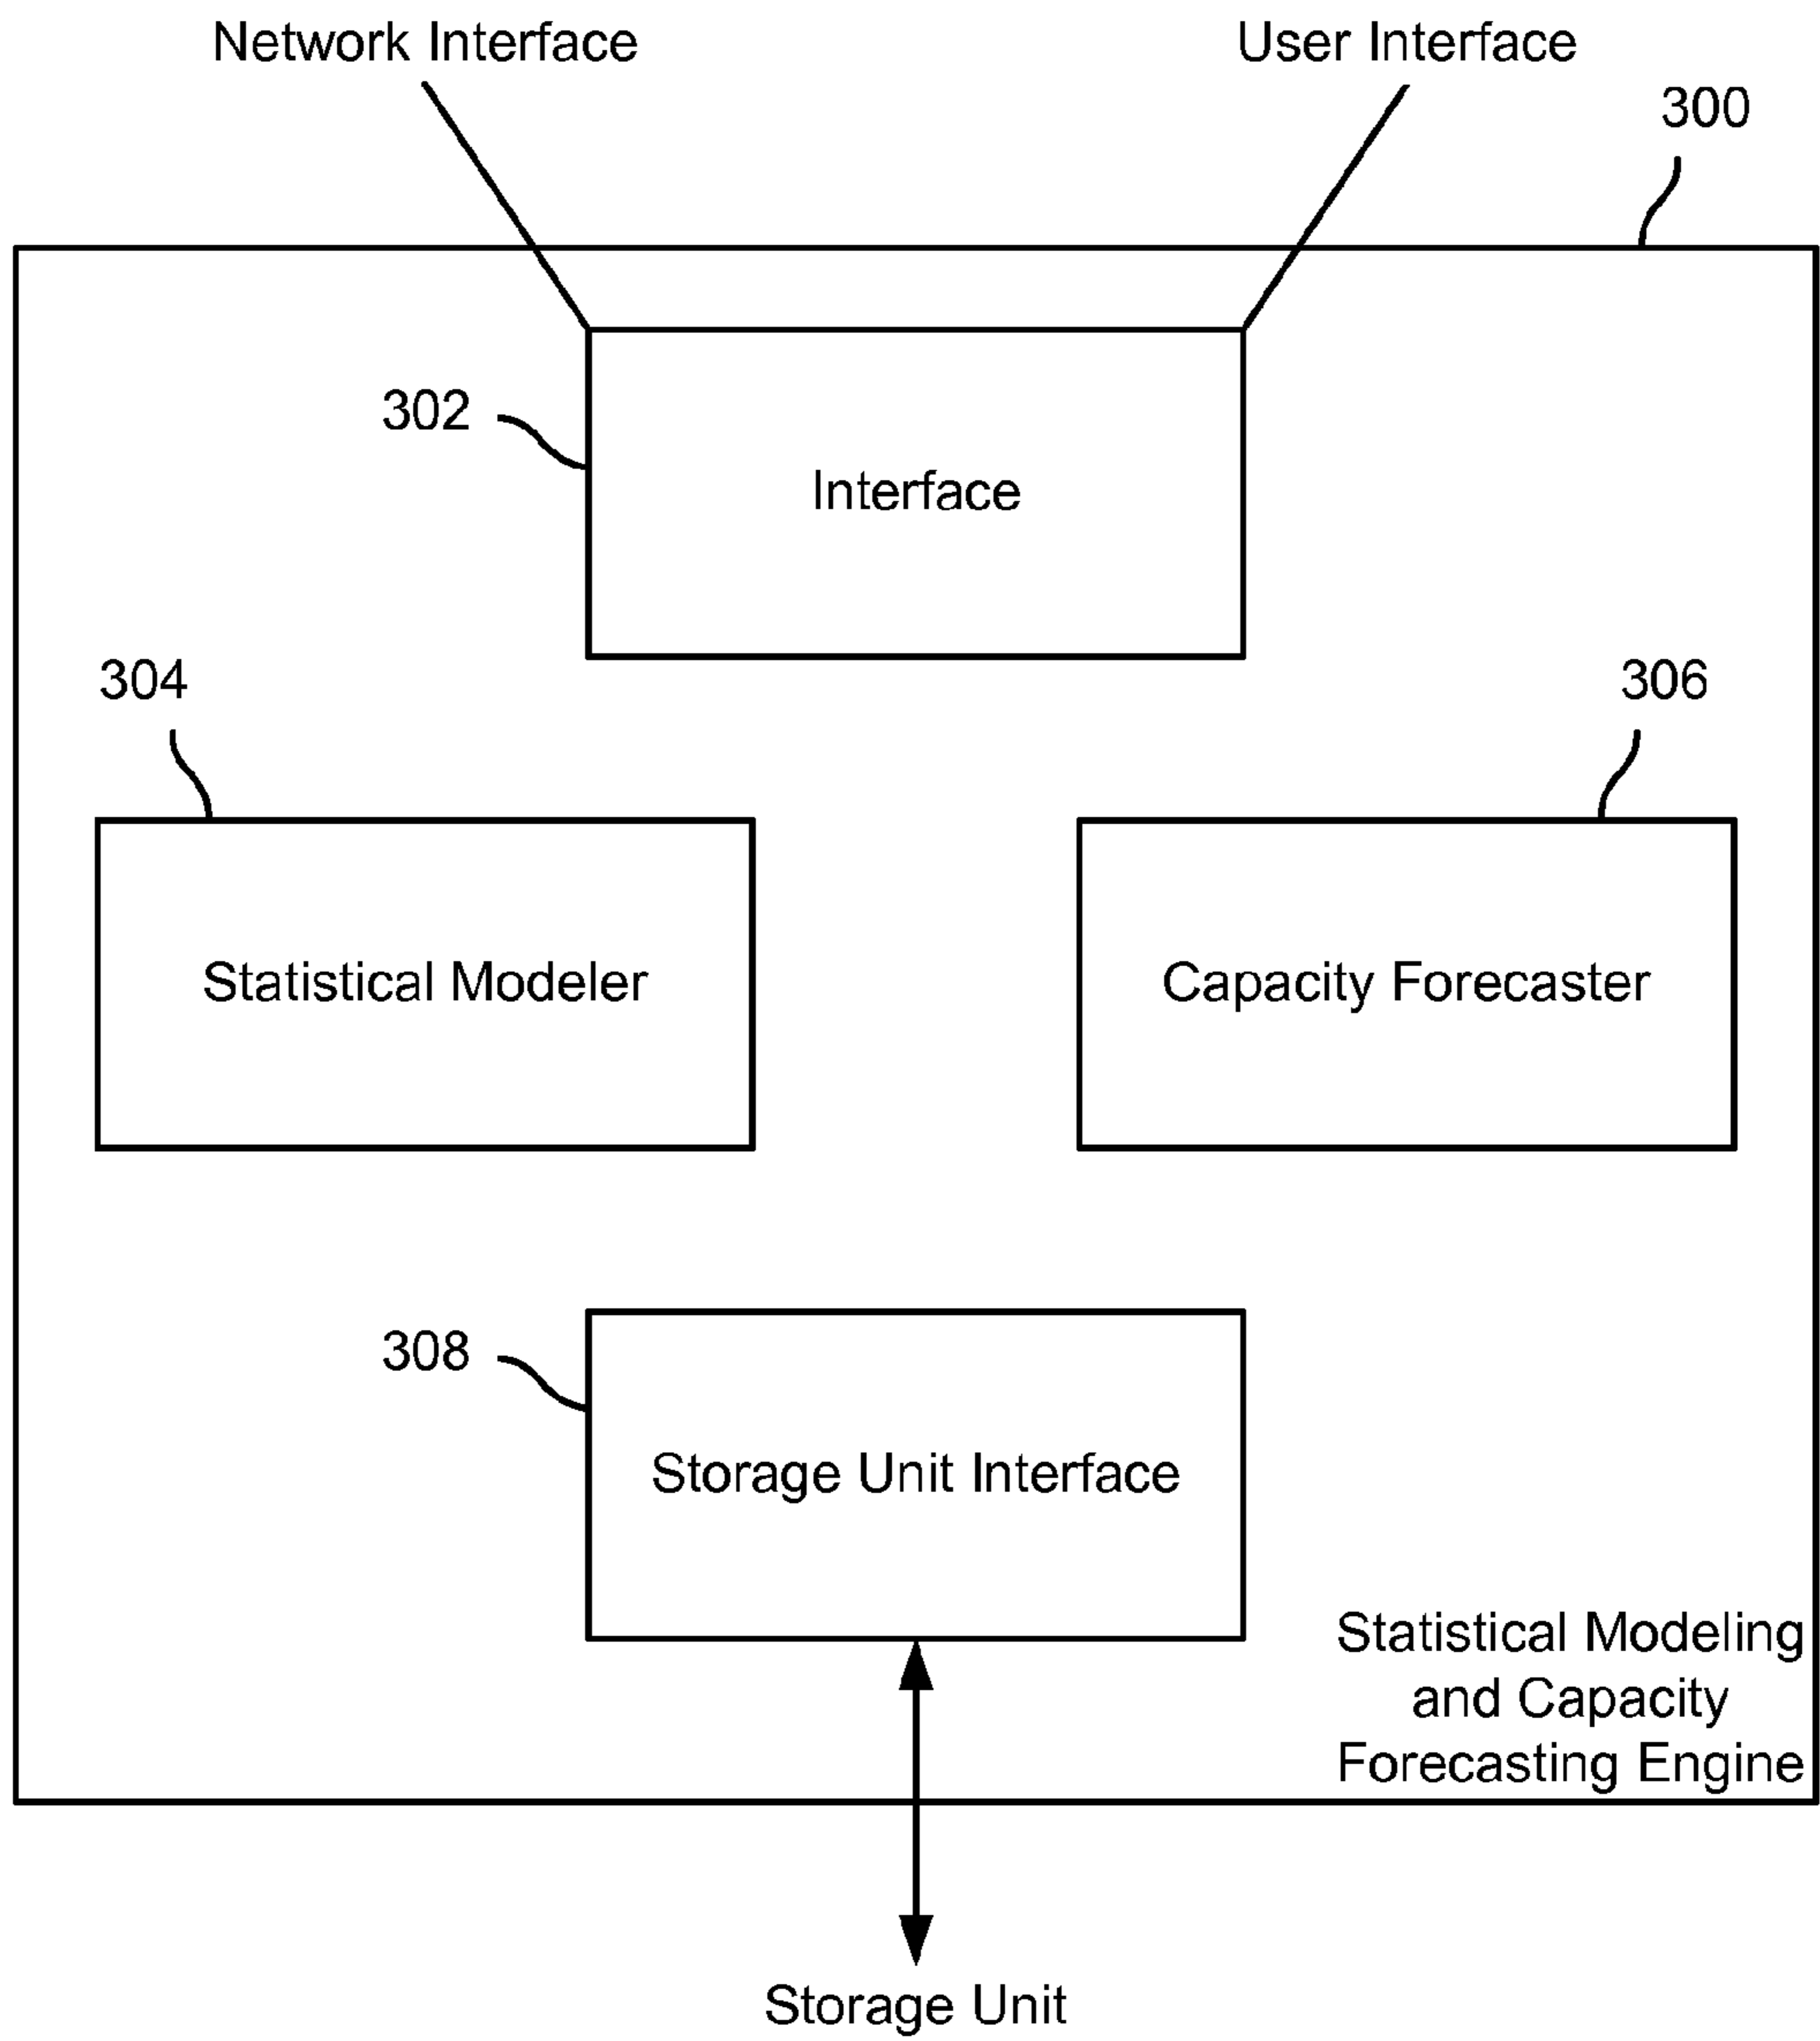 Network Interface
User Interface
300
302
Interface
304
306
Statistical Modeler
Capacity Forecaster
308
Storage Unit Interface
Statistical Modeling
and Capacity
Forecasting Engine
Storage Unit